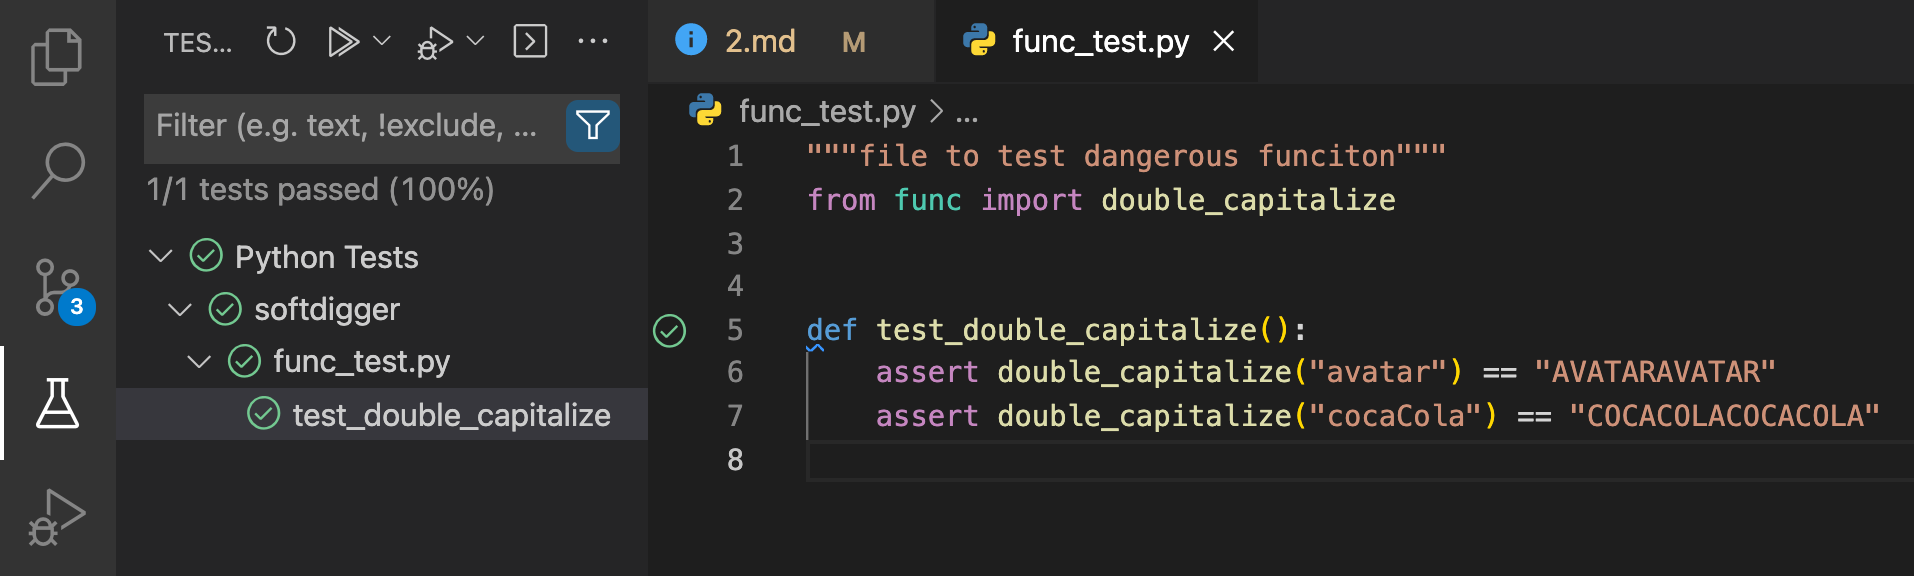 TES...
Filter (e.g. text, !exclude, ...
1/1 tests passed (100%)
Python Tests
softdigger
func_test.py
test_double_capitalize
3
2.md M
func_test.py
func_test.py > ...
1 """file to test dangerous funciton"""
2 from func import double_capitalize
3
4
5 def test_double_capitalize():
6 assert double_capitalize("avatar") == "AVATARAVATAR"
7 assert double_capitalize("cocaCola") == "COCACOLACOCACOLA"
8